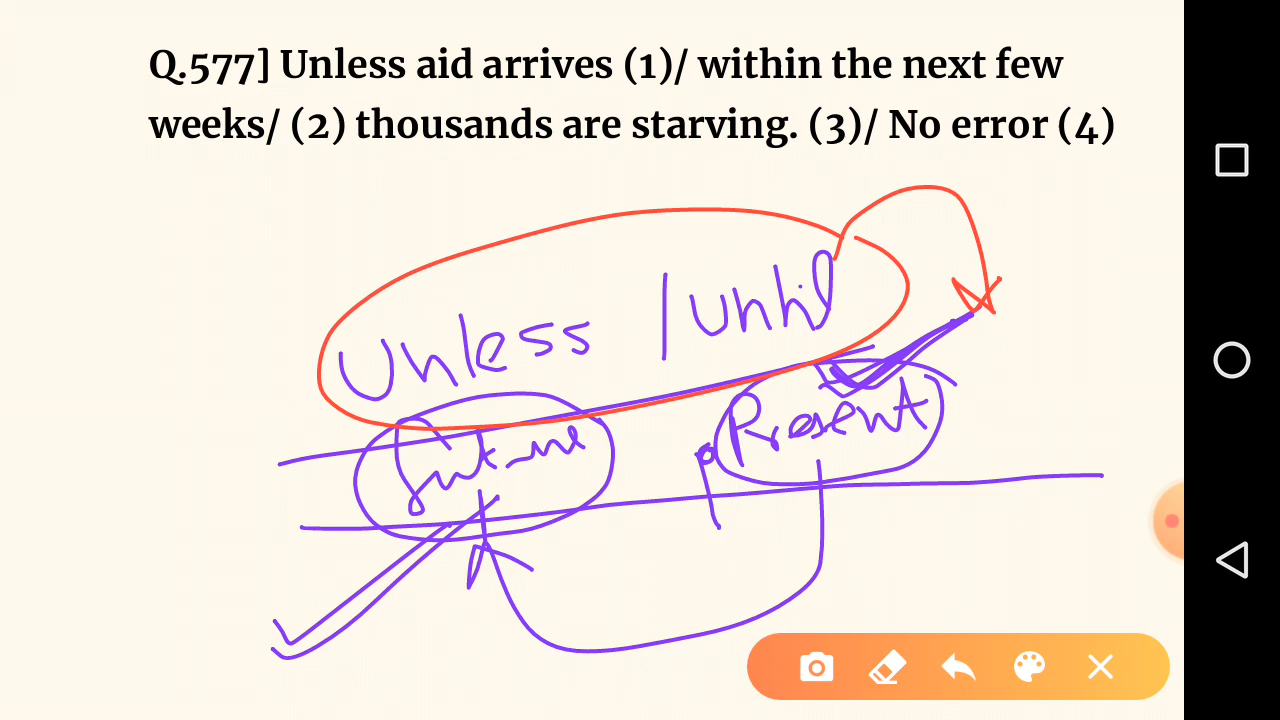 Q.577] Unless aid arrives (1)/ within the next few
weeks/ (2) thousands are starving. (3)/ No error (4)
Unless / Until
Present